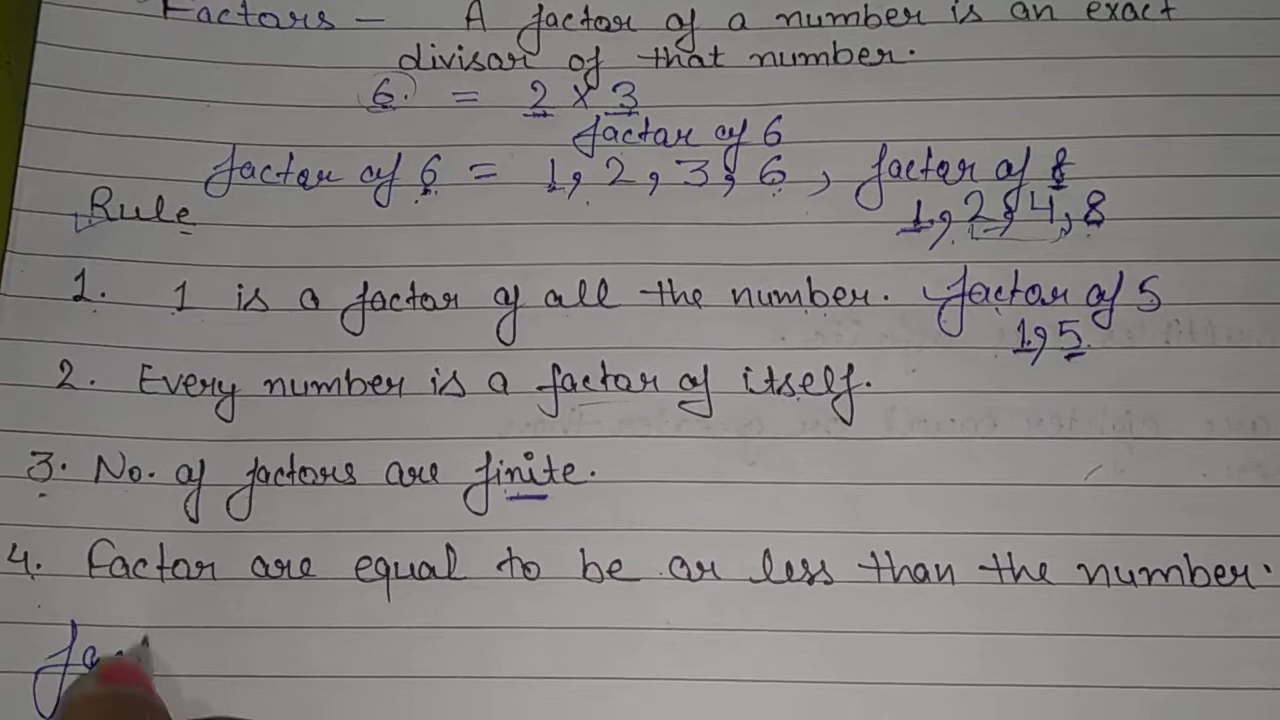 Factors - A factor of a number is an exact
divisar of that number.
6. = 2 x 3
factor of 6
factor of 6 = 1, 2, 3, 6, factor of 8
1, 2, 4, 8
Rule
1. 1 is a factor of all the number. factor of 5
1, 5
2. Every number is a factor of itself.
3. No. of factors are finite.
4. Factor are equal to be or less than the number.
fa